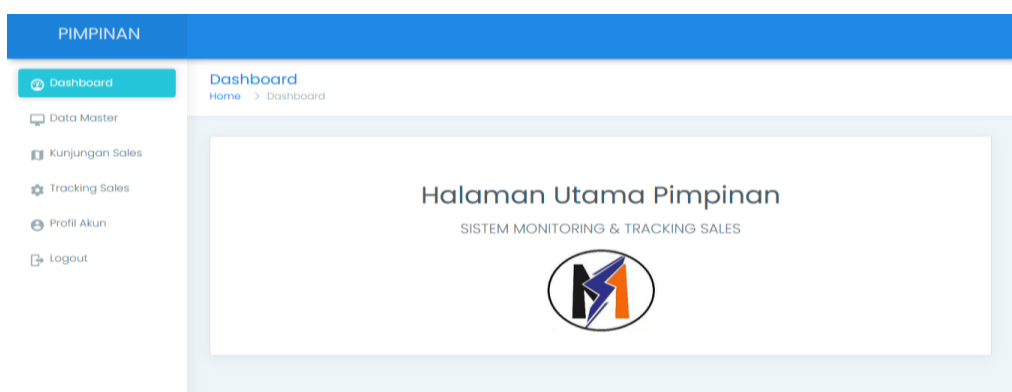 PIMPINAN
Dashboard
Data Master
Kunjungan Sales
Tracking Sales
Profil Akun
Logout
Dashboard
Home > Dashboard
Halaman Utama Pimpinan
SISTEM MONITORING & TRACKING SALES